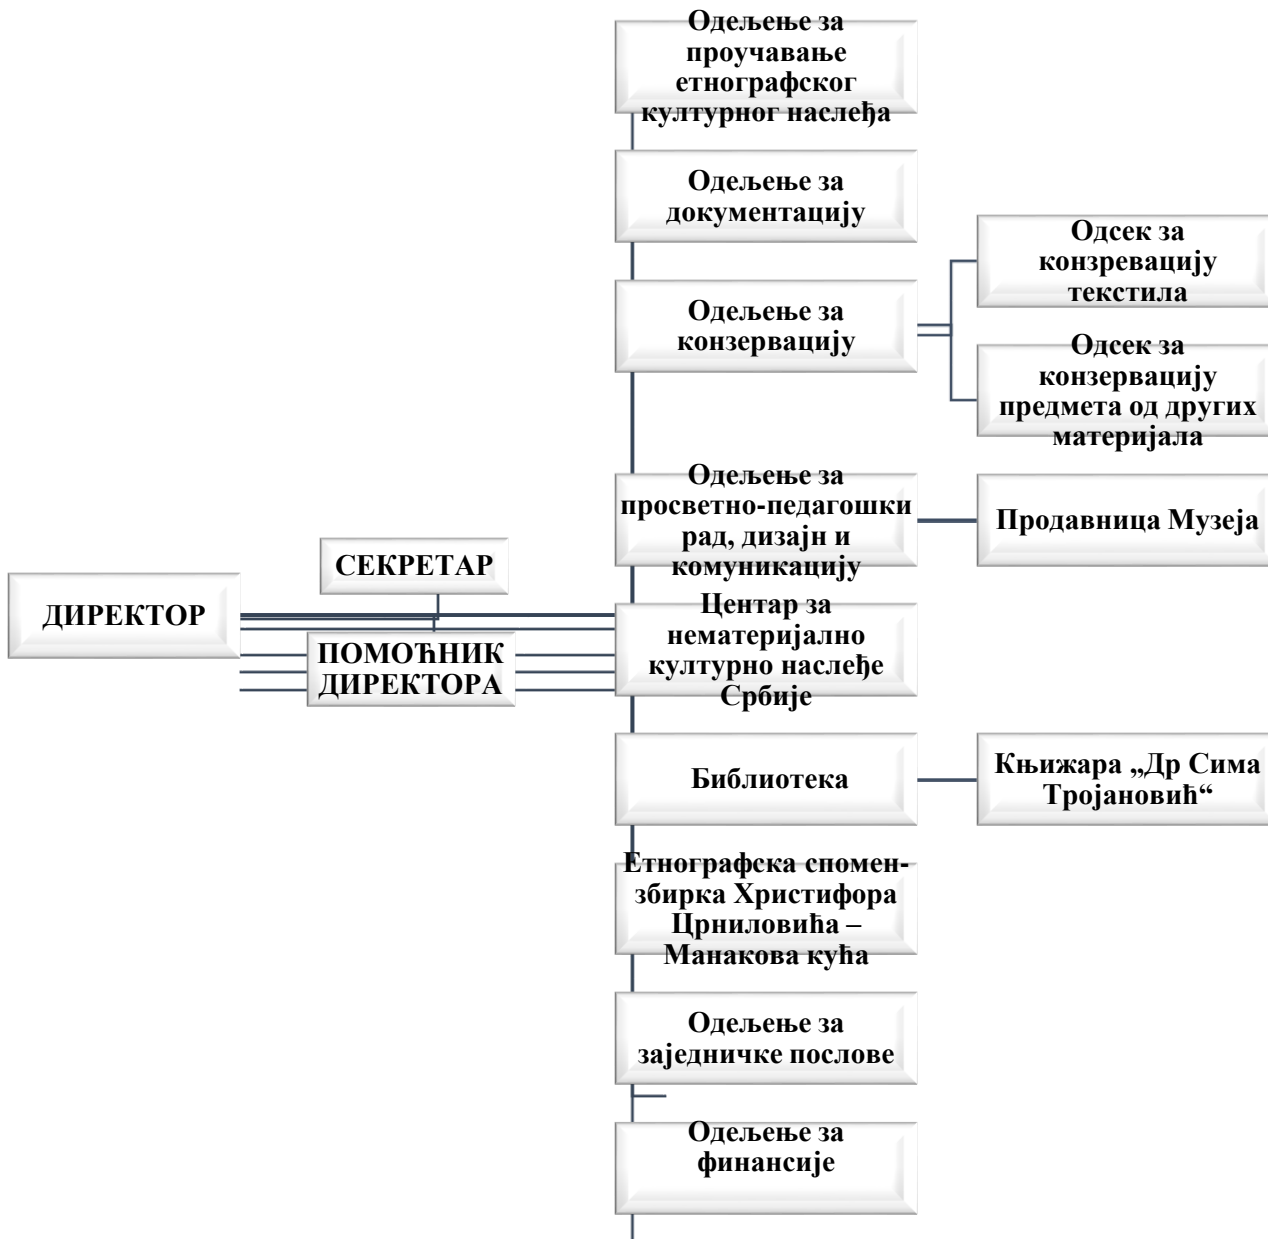 Одељење за
проучавање
етнографског
културног наслеђа
Одељење за
документацију
Одељење за
конзервацију
Одсек за
конзревацију
текстила
Одсек за
конзервацију
предмета од других
материјала
Одељење за
просветно-педагошки
рад, дизајн и
комуникацију
Продавница Музеја
ДИРЕКТОР
СЕКРЕТАР
ПОМОЋНИК
ДИРЕКТОРА
Центар за
нематеријално
културно наслеђе
Србије
Библиотека
Књижара „Др Сима
Тројановић“
Етнографска спомен-
збирка Христифора
Црниловића –
Манакова кућа
Одељење за
заједничке послове
Одељење за
финансије